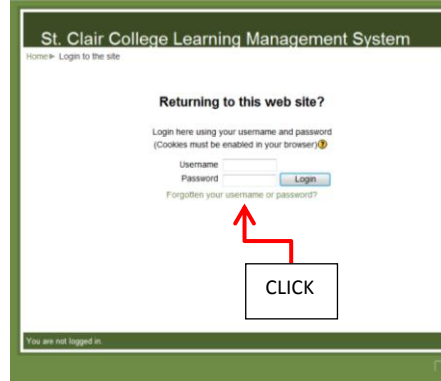 St. Clair College Learning Management System
Home ► Login to the site
Returning to this web site?
Login here using your username and password
(Cookies must be enabled in your browser)?
Username
Password Login
Forgotten your username or password?
CLICK
You are not logged in.